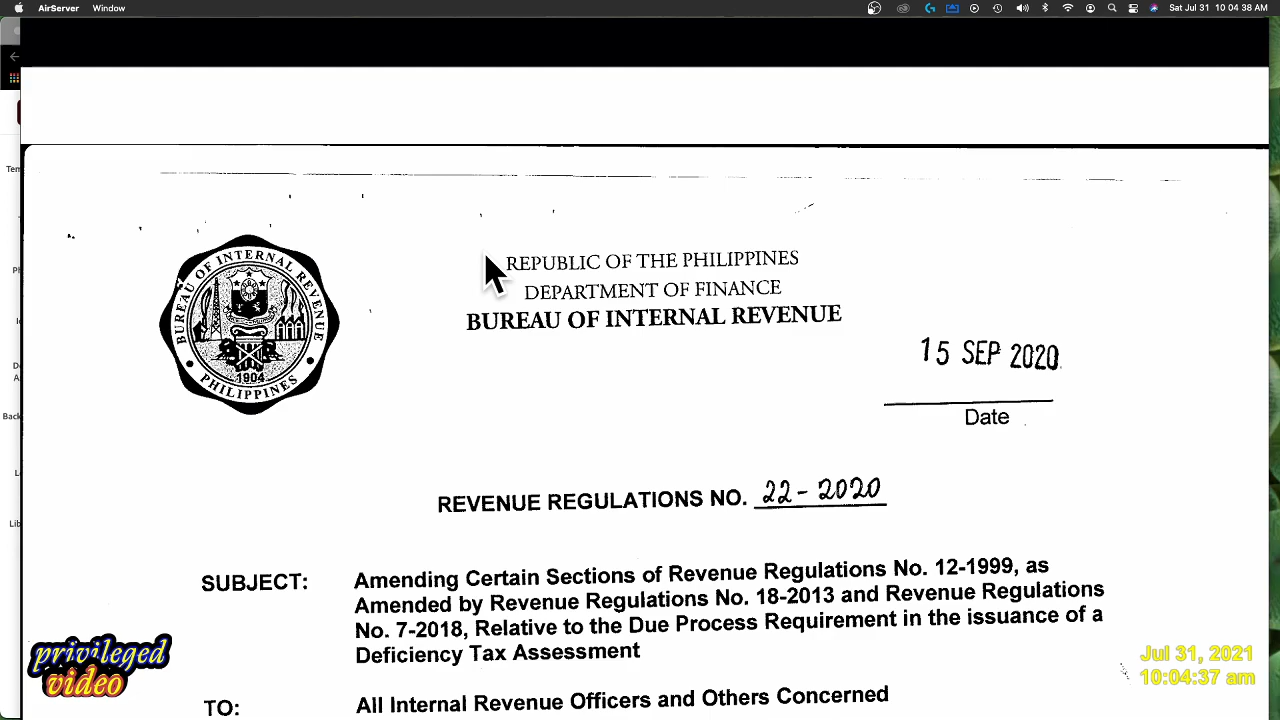 AirServer Window
Sat Jul 31 10 04 38 AM
REPUBLIC OF THE PHILIPPINES
DEPARTMENT OF FINANCE
BUREAU OF INTERNAL REVENUE
BUREAU OF INTERNAL REVENUE
1904
PHILIPPINES
15 SEP 2020
Date
REVENUE REGULATIONS NO. 22-2020
SUBJECT: Amending Certain Sections of Revenue Regulations No. 12-1999, as
Amended by Revenue Regulations No. 18-2013 and Revenue Regulations
No. 7-2018, Relative to the Due Process Requirement in the issuance of a
Deficiency Tax Assessment
TO: All Internal Revenue Officers and Others Concerned
privileged
video
Jul 31, 2021
10:04:37 am